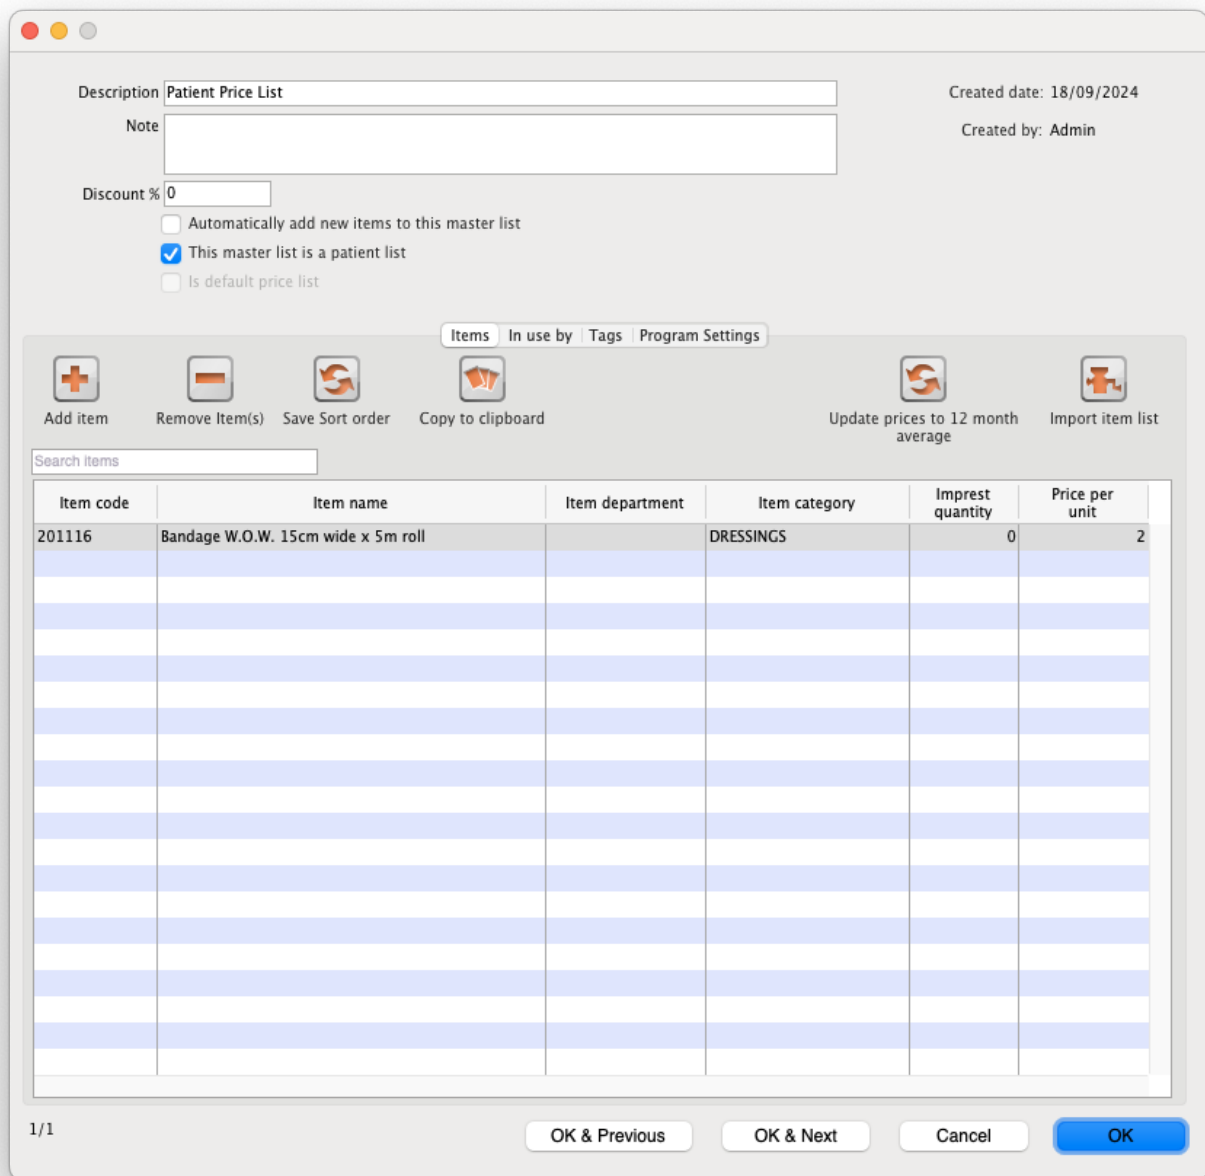 Description Patient Price List Created date: 18/09/2024
Note Created by: Admin
Discount % 0
Automatically add new items to this master list
This master list is a patient list
Is default price list
Items In use by Tags Program Settings
Add item Remove Item(s) Save Sort order Copy to clipboard Update prices to 12 month average Import item list
Search items
Item code Item name Item department Item category Imprest quantity Price per unit
201116 Bandage W.O.W. 15cm wide x 5m roll DRESSINGS 0 2
1/1 OK & Previous OK & Next Cancel OK